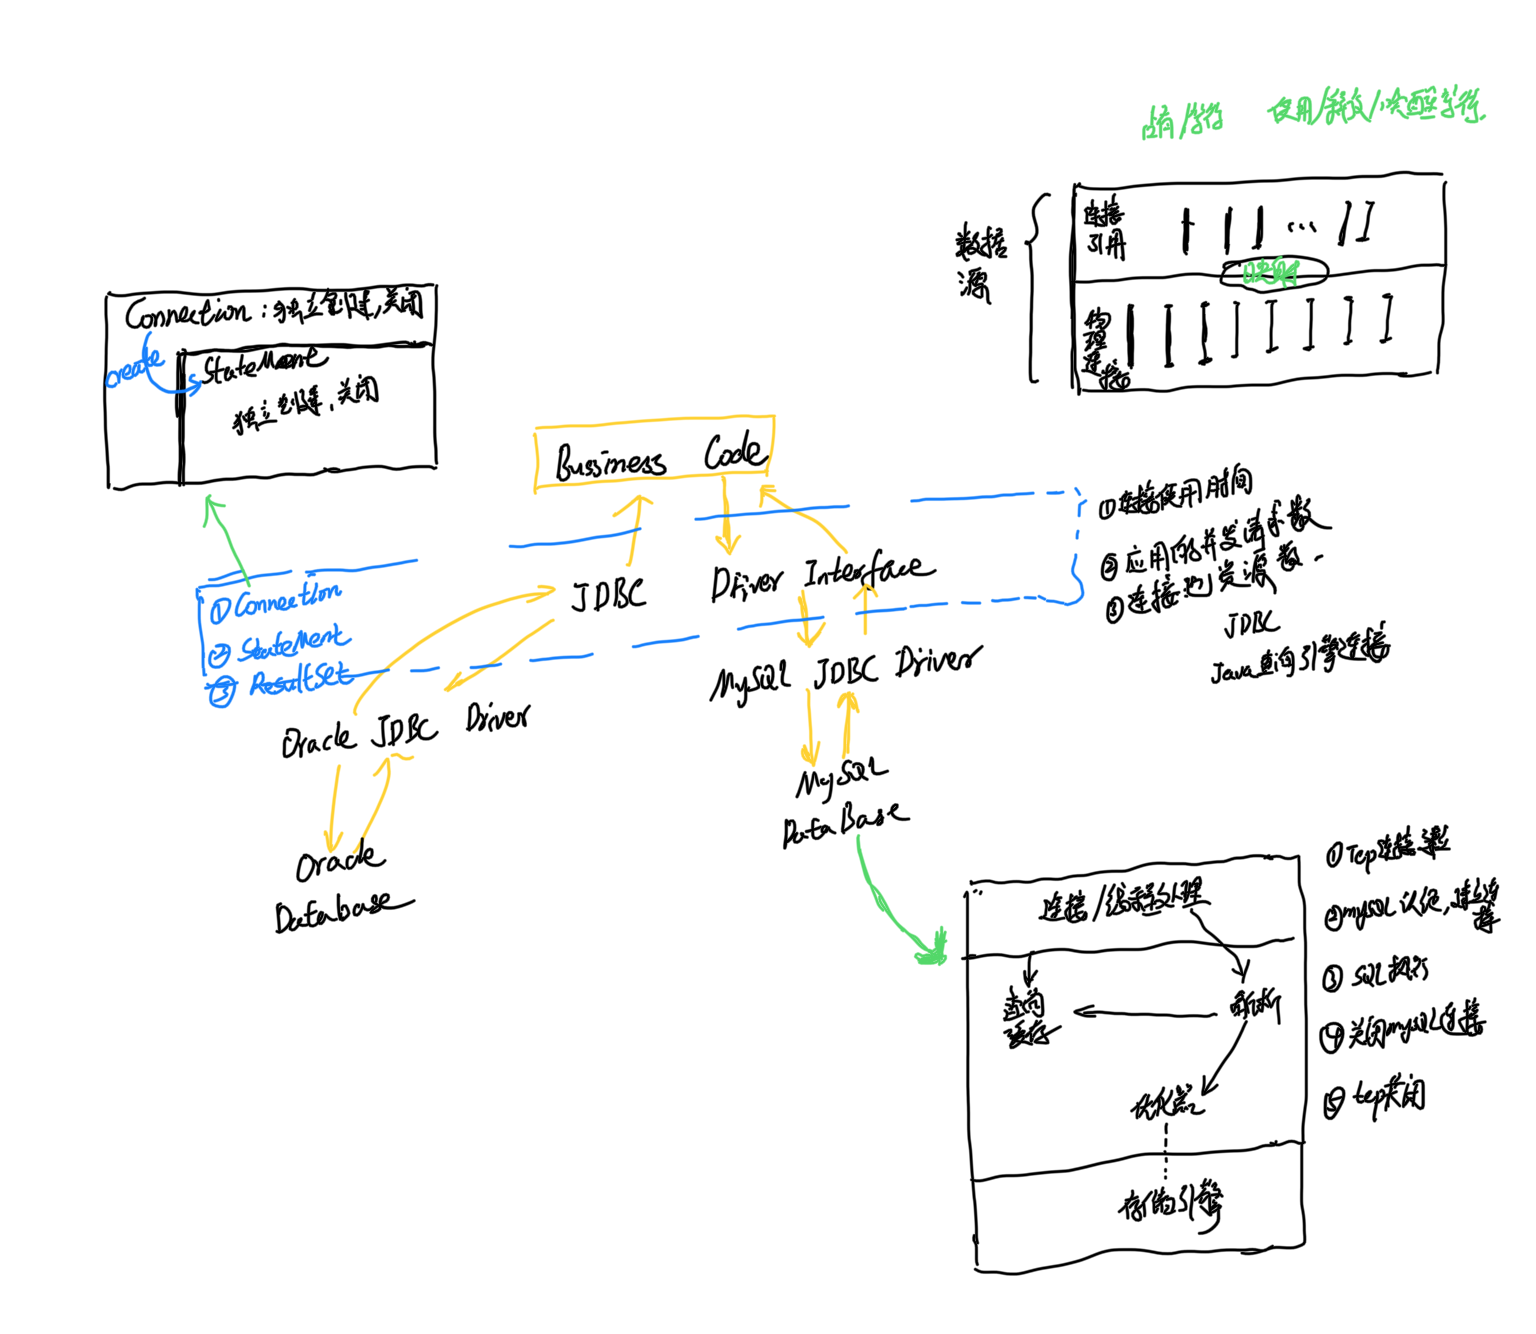 占有/等待
使用/释放/唤醒等待
连接
引用
...
映射
数据
源
物
理
连
接
Connection:独立创建,关闭
create
StateMent
独立创建,关闭
Bussiness Code
①连接使用时间
②应用的并发请求数
③连接池资源数.
JDBC
Java查询引擎连接
JDBC Driver Interface
①Connection
②StateMent
③ResultSet
MySQL JDBC Driver
Oracle JDBC Driver
MySQL
DataBase
Oracle
Database
连接/线程处理
查询
缓存
解析
优化器
存储引擎
①Tcp连接建立
②mySQL认证,建立连
接
③SQL执行
④关闭mySQL连接
⑤tcp关闭